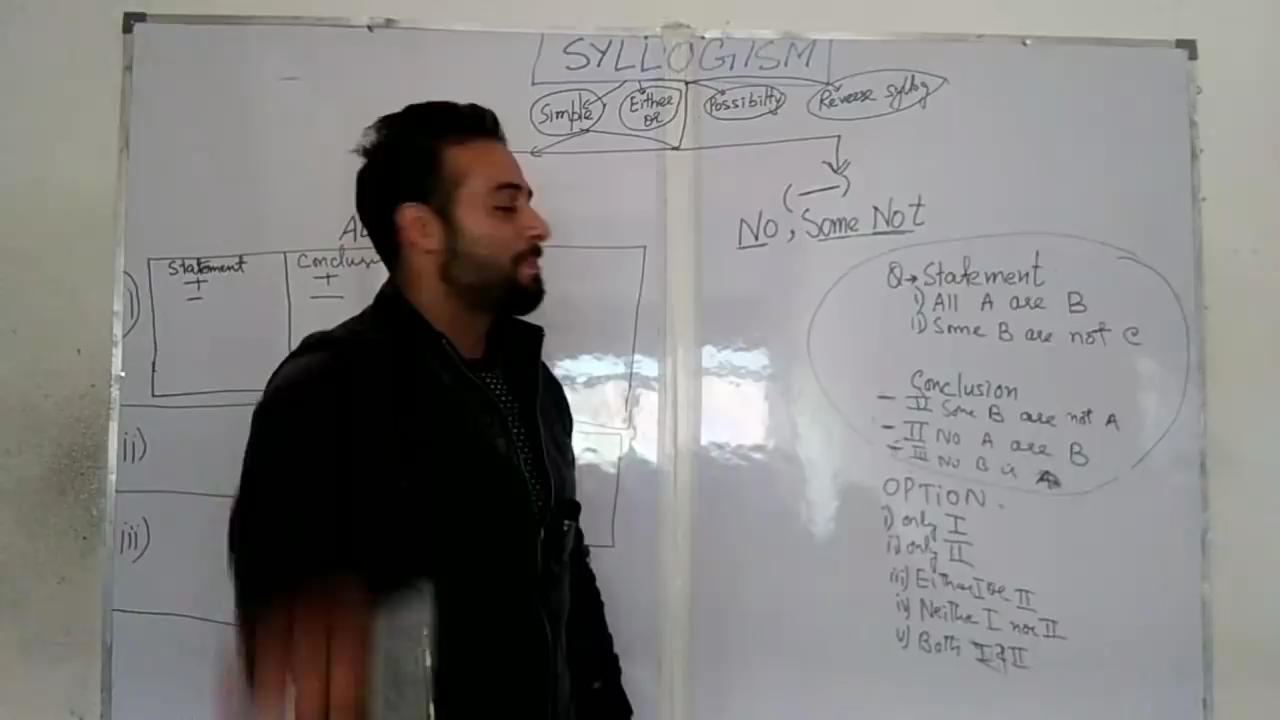 SYLLOGISM
Simple Either or Possibilty Reverse syllog
(—)
No, Some Not
Statement Conclusi
+ +
– –
i)
ii)
iii)
Q→ Statement
i) All A are B
ii) Some B are not C
Conclusion
– I Some B are not A
– II No A are B
– III No B is A
OPTiON.
i) only I
ii) only II
iii) Either I or II
iv) Neither I nor II
v) Both I & II